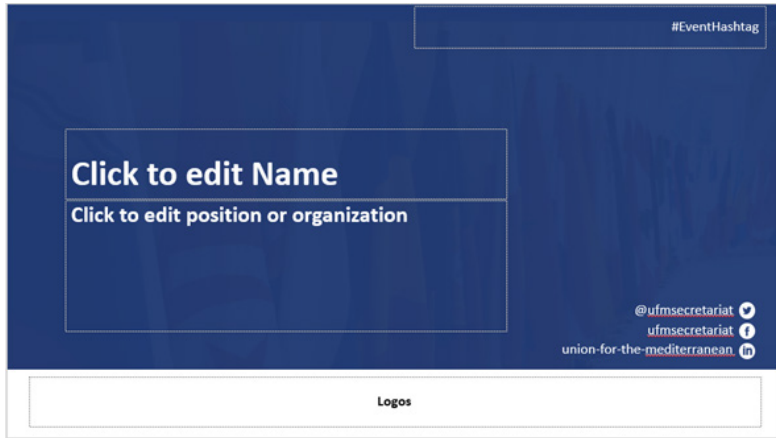 #EventHashtag
Click to edit Name
Click to edit position or organization
@ufmsecretariat
ufmsecretariat
union-for-the-mediterranean
Logos